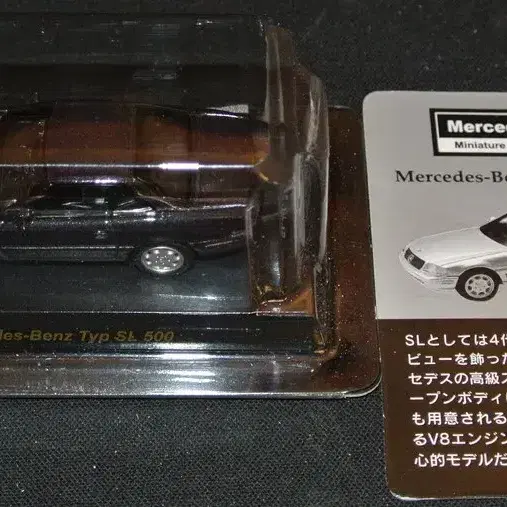 Merced
Miniature
Mercedes-Be
des-Benz Typ SL 500
SLとしては4代
ビューを飾った
セデスの高級ス
ープンボディ
も用意される
るV8エンジン
心的モデルだ